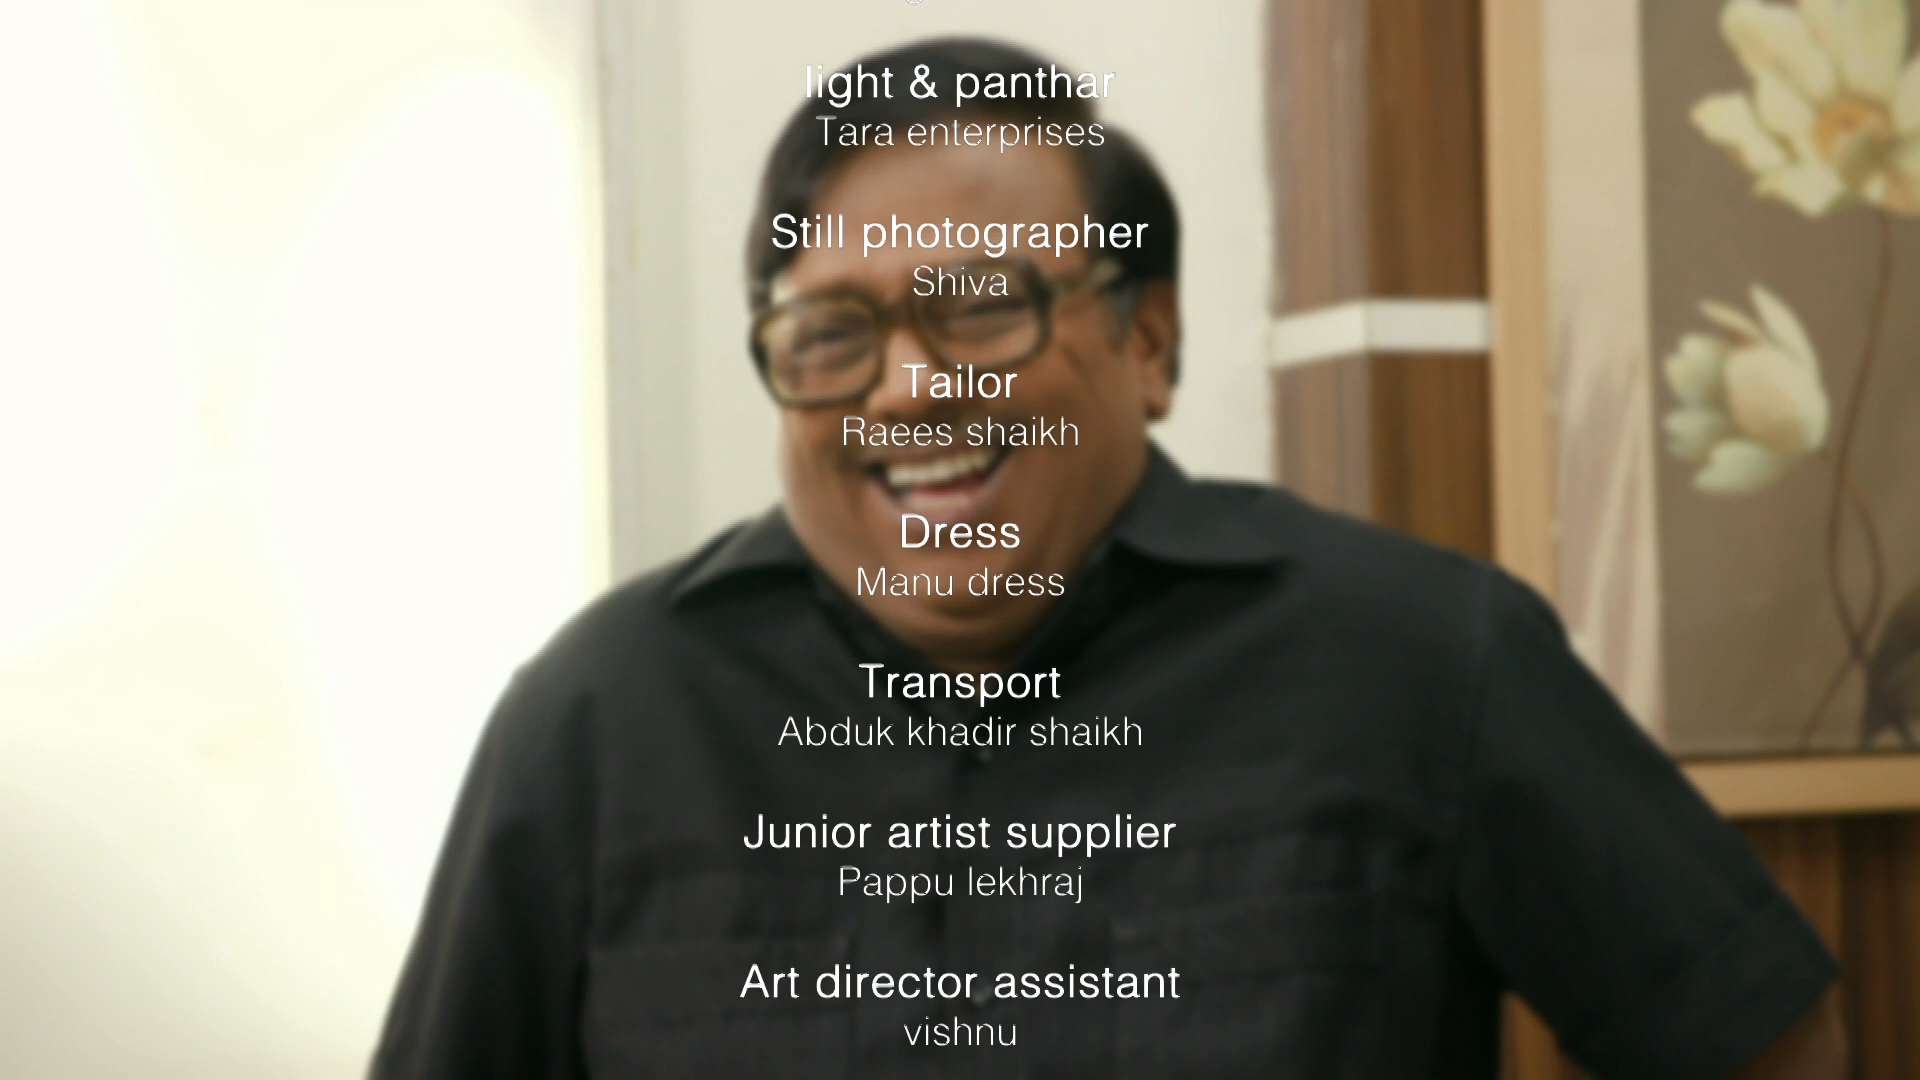 light & panthar
Tara enterprises
Still photographer
Shiva
Tailor
Raees shaikh
Dress
Manu dress
Transport
Abduk khadir shaikh
Junior artist supplier
Pappu lekhraj
Art director assistant
vishnu